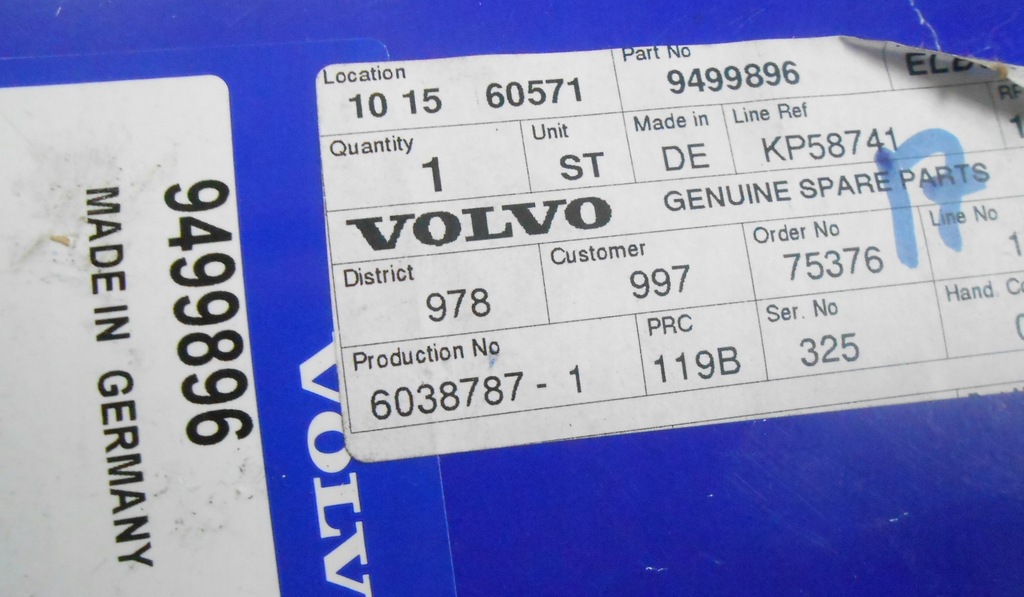 Location
10 15 60571
Part No
9499896
Quantity
1
Unit
ST
Made in
DE
Line Ref
KP58741
VOLVO GENUINE SPARE PARTS
District
978
Customer
997
Order No
75376
Line No
Production No
6038787 - 1
PRC
119B
Ser. No
325
Hand.
9499896
MADE IN GERMANY
VOLV